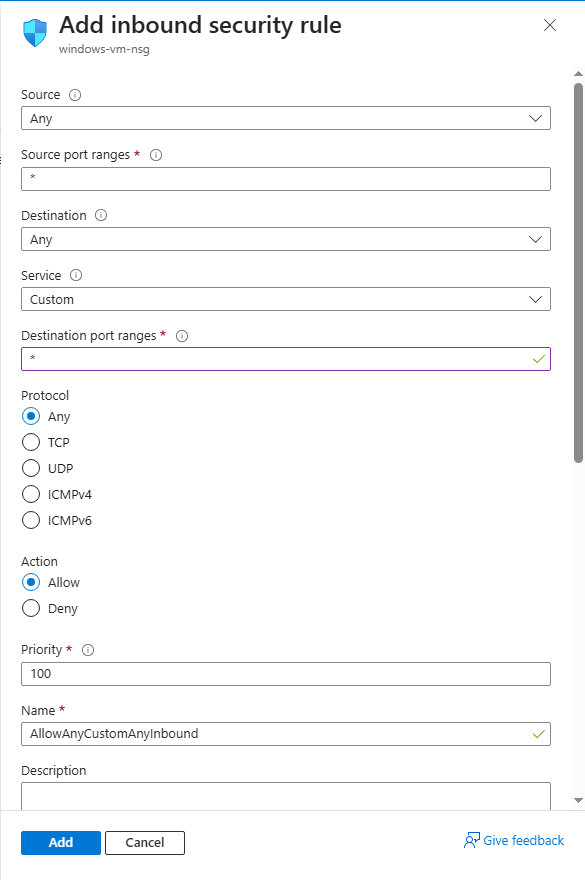 Add inbound security rule
windows-vm-nsg
Source
Any
Source port ranges *
*
Destination
Any
Service
Custom
Destination port ranges *
*
Protocol
Any
TCP
UDP
ICMPv4
ICMPv6
Action
Allow
Deny
Priority *
100
Name *
AllowAnyCustomAnyInbound
Description
Add Cancel Give feedback